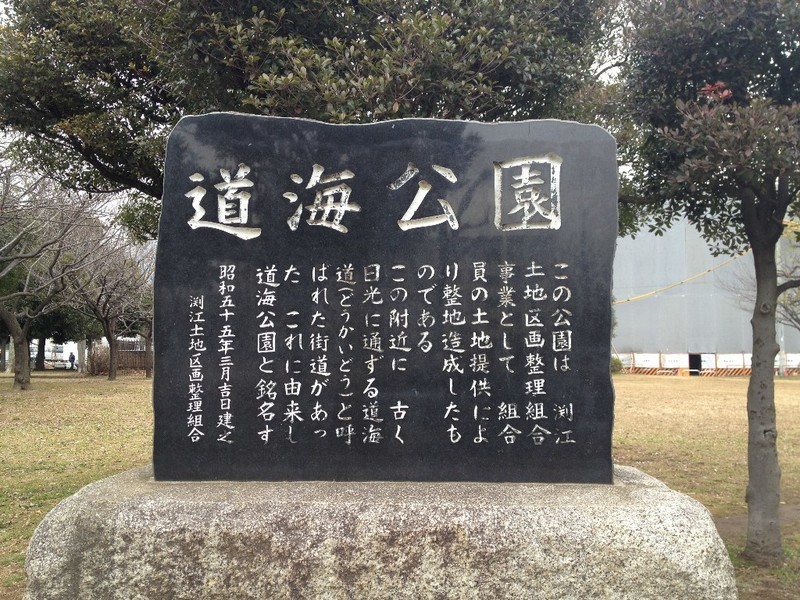 道海公園
この公園は 渕江
土地区画整理組合
事業として 組合
員の土地提供によ
り整地造成したも
のである
この附近に 古く
日光に通ずる道海
道(どうかいどう)と呼
ばれた街道があっ
た これに由来し
道海公園と銘名す
昭和五十五年三月吉日建之
渕江土地区画整理組合